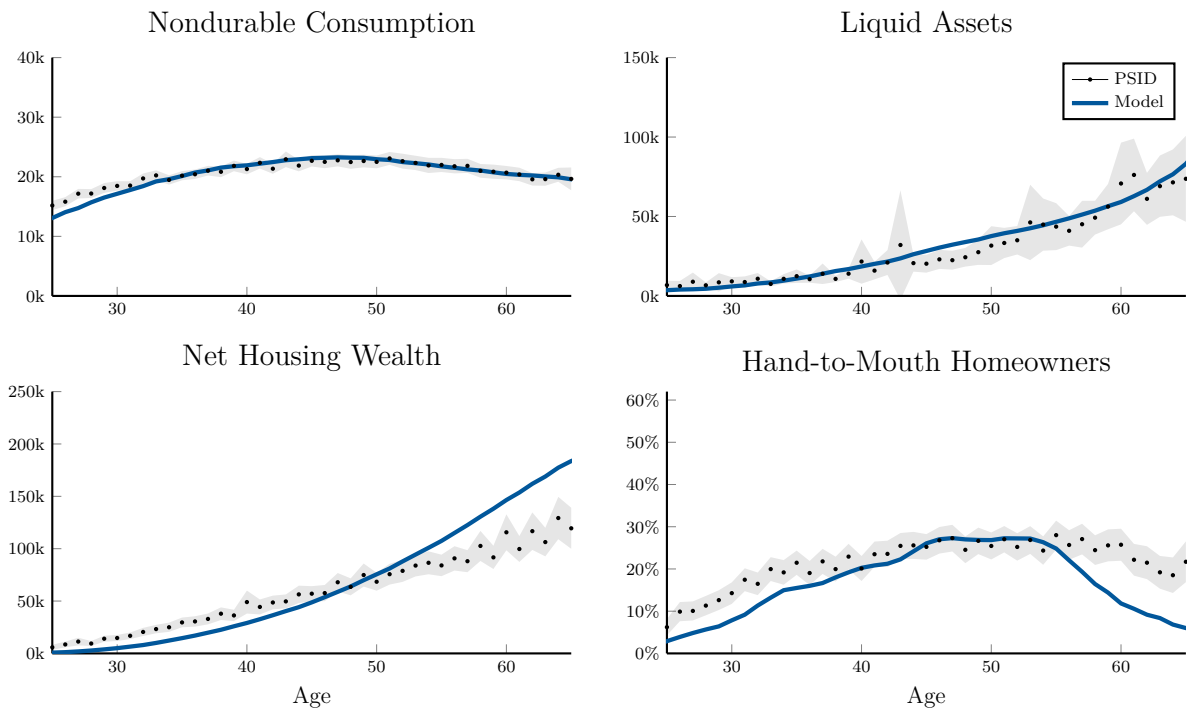 Nondurable Consumption
40k
30k
20k
10k
0k
30
40
50
60
Liquid Assets
150k
100k
50k
0k
30
40
50
60
PSID
Model
Net Housing Wealth
250k
200k
150k
100k
50k
0k
30
40
50
60
Age
Hand-to-Mouth Homeowners
60%
50%
40%
30%
20%
10%
0%
30
40
50
60
Age